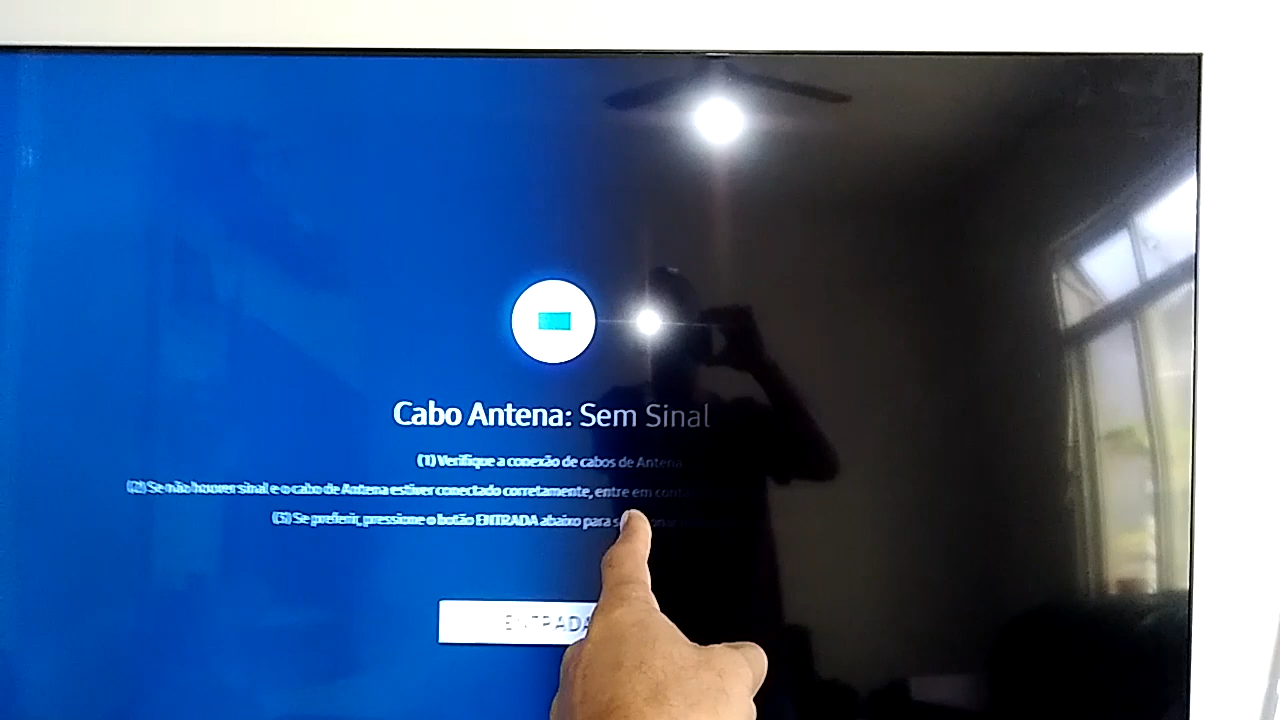 Cabo Antena: Sem Sinal
(1) Verifique a conexão de cabos de Antena
(2) Se não houver sinal e o cabo de Antena estiver conectado corretamente, entre em
(3) Se preferir, pressione o botão ENTRADA abaixo para
ENTRADA